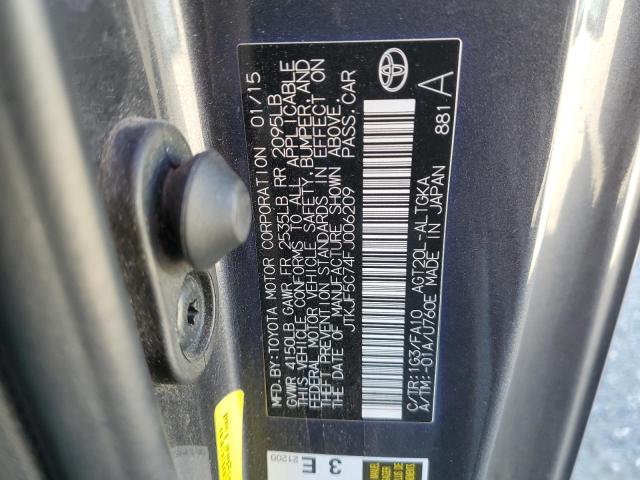 MFD.BY:TOYOTA MOTOR CORPORATION 01/15
GVWR 4150LB GAWR FR 2535LB RR 2095LB
THIS VEHICLE CONFORMS TO ALL APPLICABLE
FEDERAL MOTOR VEHICLE SAFETY, BUMPER, AND
THEFT PREVENTION STANDARDS IN EFFECT ON
THE DATE OF MANUFACTURE SHOWN ABOVE.
JTKJF5C74FJ006209 PASS.CAR
C/TR:1G3/FA10 AGT20L-ALTGKA
A/TM:-01A/U760E MADE IN JAPAN
881 A
21200
3 E
MANUEL